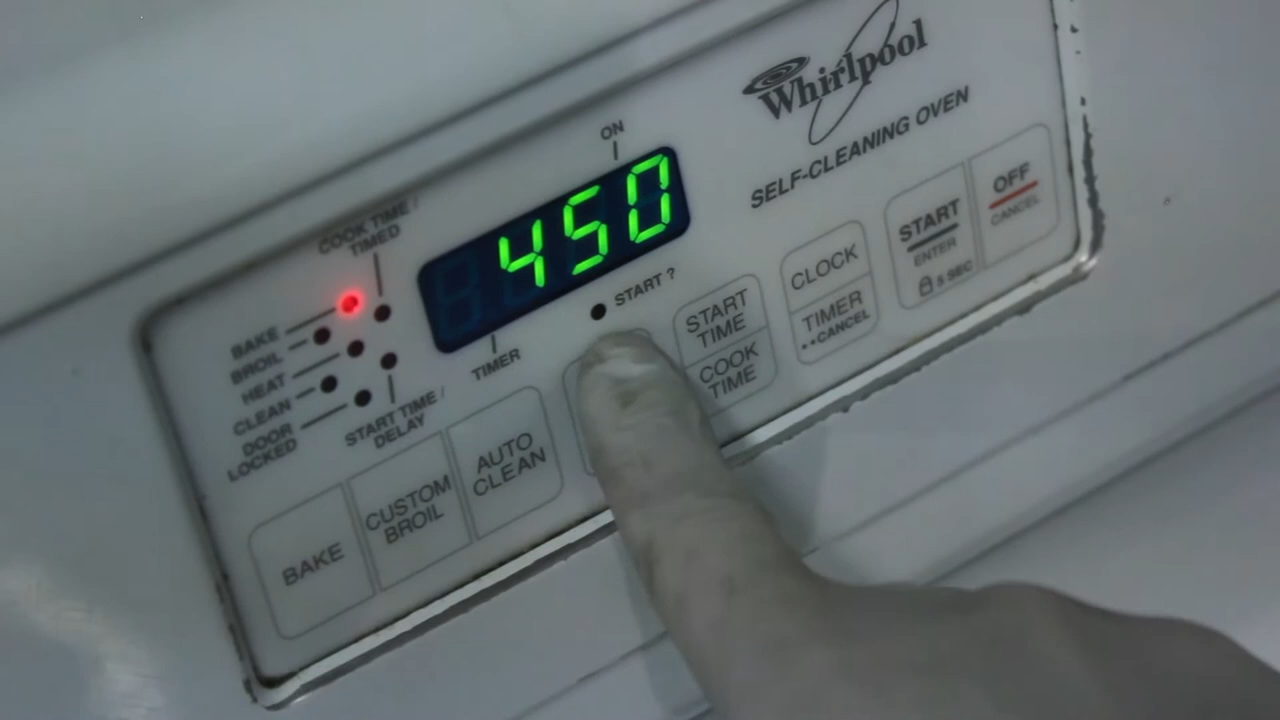 Whirlpool
SELF-CLEANING OVEN
ON
450
COOK TIME /
TIMED
BAKE
BROIL
HEAT
CLEAN
DOOR
LOCKED
START TIME /
DELAY
TIMER
START ?
BAKE
CUSTOM
BROIL
AUTO
CLEAN
START
TIME
COOK
TIME
CLOCK
TIMER
••CANCEL
START
ENTER
5 SEC
OFF
CANCEL